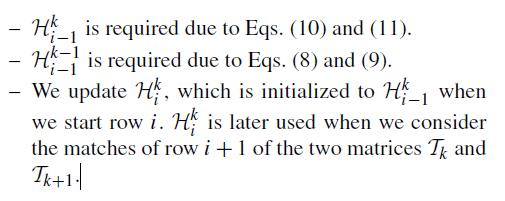 – $\mathcal{H}_{i-1}^{k}$ is required due to Eqs. (10) and (11).
– $\mathcal{H}_{i-1}^{k-1}$ is required due to Eqs. (8) and (9).
– We update $\mathcal{H}_{i}^{k}$, which is initialized to $\mathcal{H}_{i-1}^{k}$ when
we start row $i$. $\mathcal{H}_{i}^{k}$ is later used when we consider
the matches of row $i + 1$ of the two matrices $\mathcal{T}_{k}$ and
$\mathcal{T}_{k+1}$.